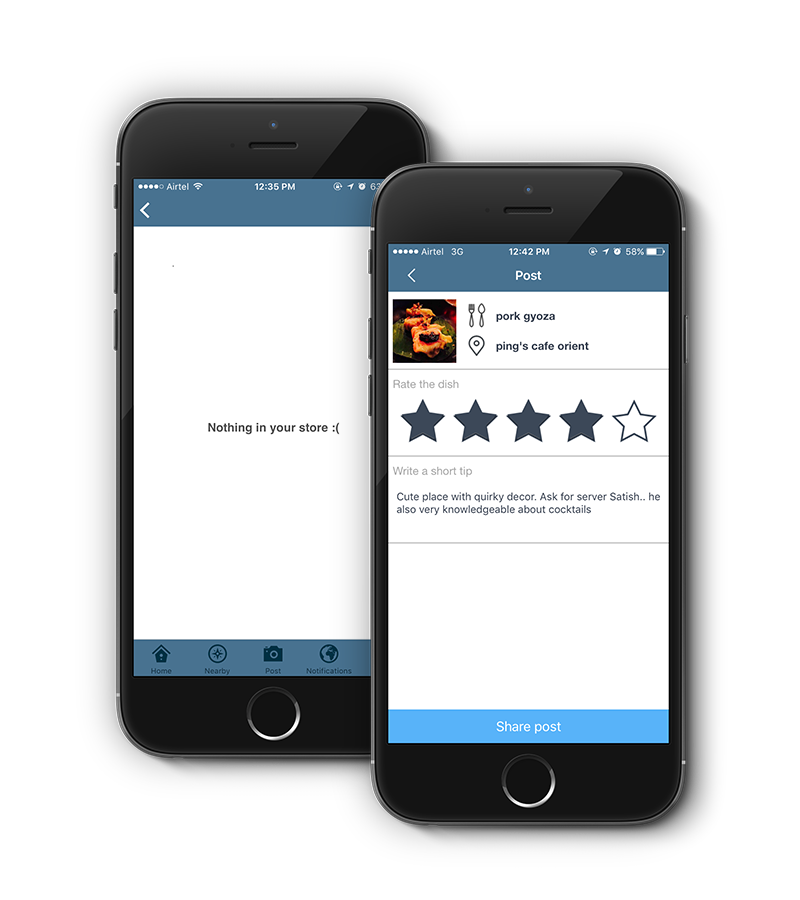 Airtel 12:35 PM
Nothing in your store :(
Home Nearby Post Notifications
Airtel 3G 12:42 PM 58%
Post
pork gyoza
ping's cafe orient
Rate the dish
Write a short tip
Cute place with quirky decor. Ask for server Satish.. he
also very knowledgeable about cocktails
Share post